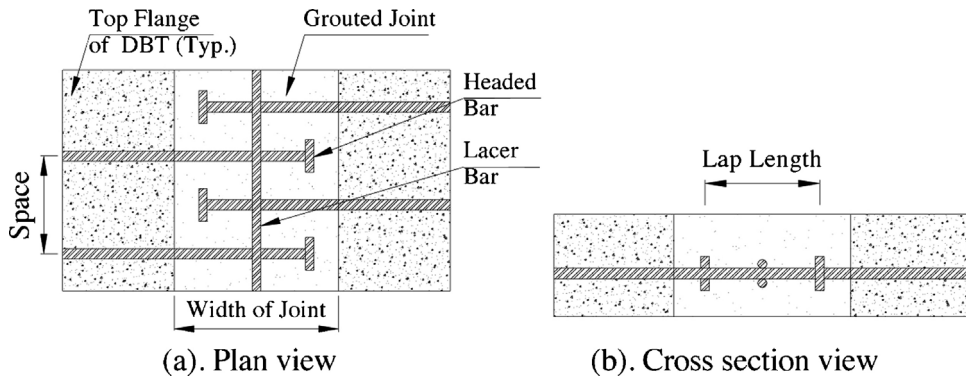 Top Flange
of DBT (Typ.)
Grouted Joint
Headed
Bar
Lacer
Bar
Space
Width of Joint
(a). Plan view
Lap Length
(b). Cross section view